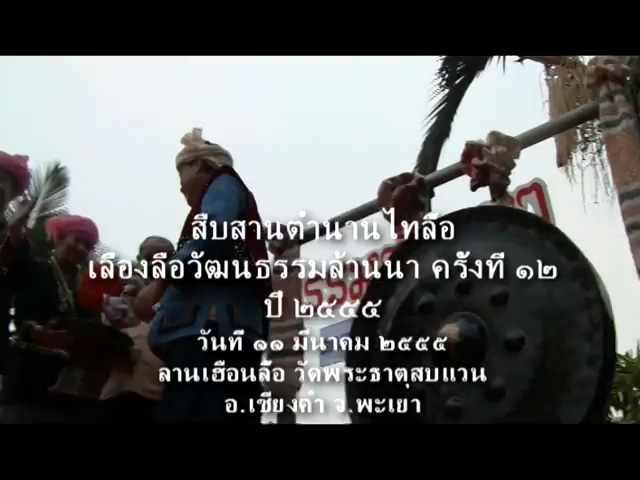 สืบสานตำนานไทลื้อ
เลื่องลือวัฒนธรรมล้านนา ครั้งที่ ๑๒
ปี ๒๕๕๕
วันที่ ๑๑ มีนาคม ๒๕๕๕
ลานเฮือนลื้อ วัดพระธาตุสบแวน
อ.เชียงคำ จ.พะเยา